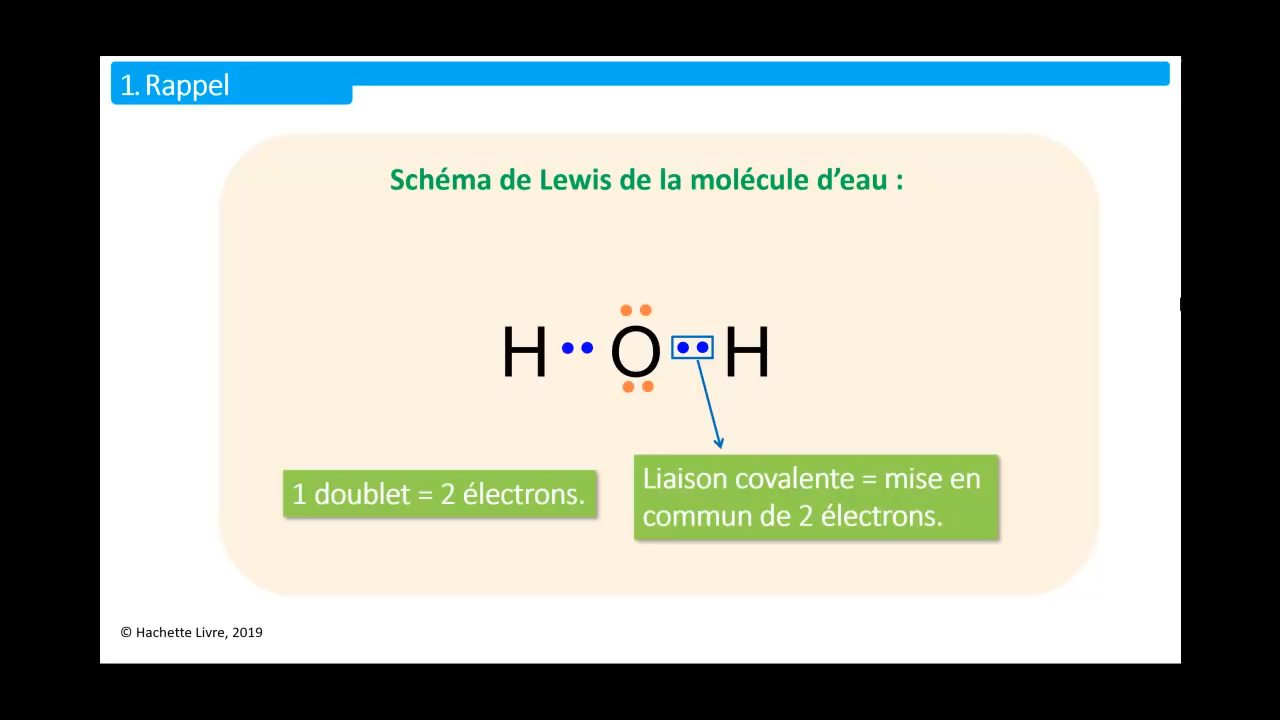 1. Rappel
Schéma de Lewis de la molécule d’eau :
H O H
1 doublet = 2 électrons.
Liaison covalente = mise en
commun de 2 électrons.
© Hachette Livre, 2019